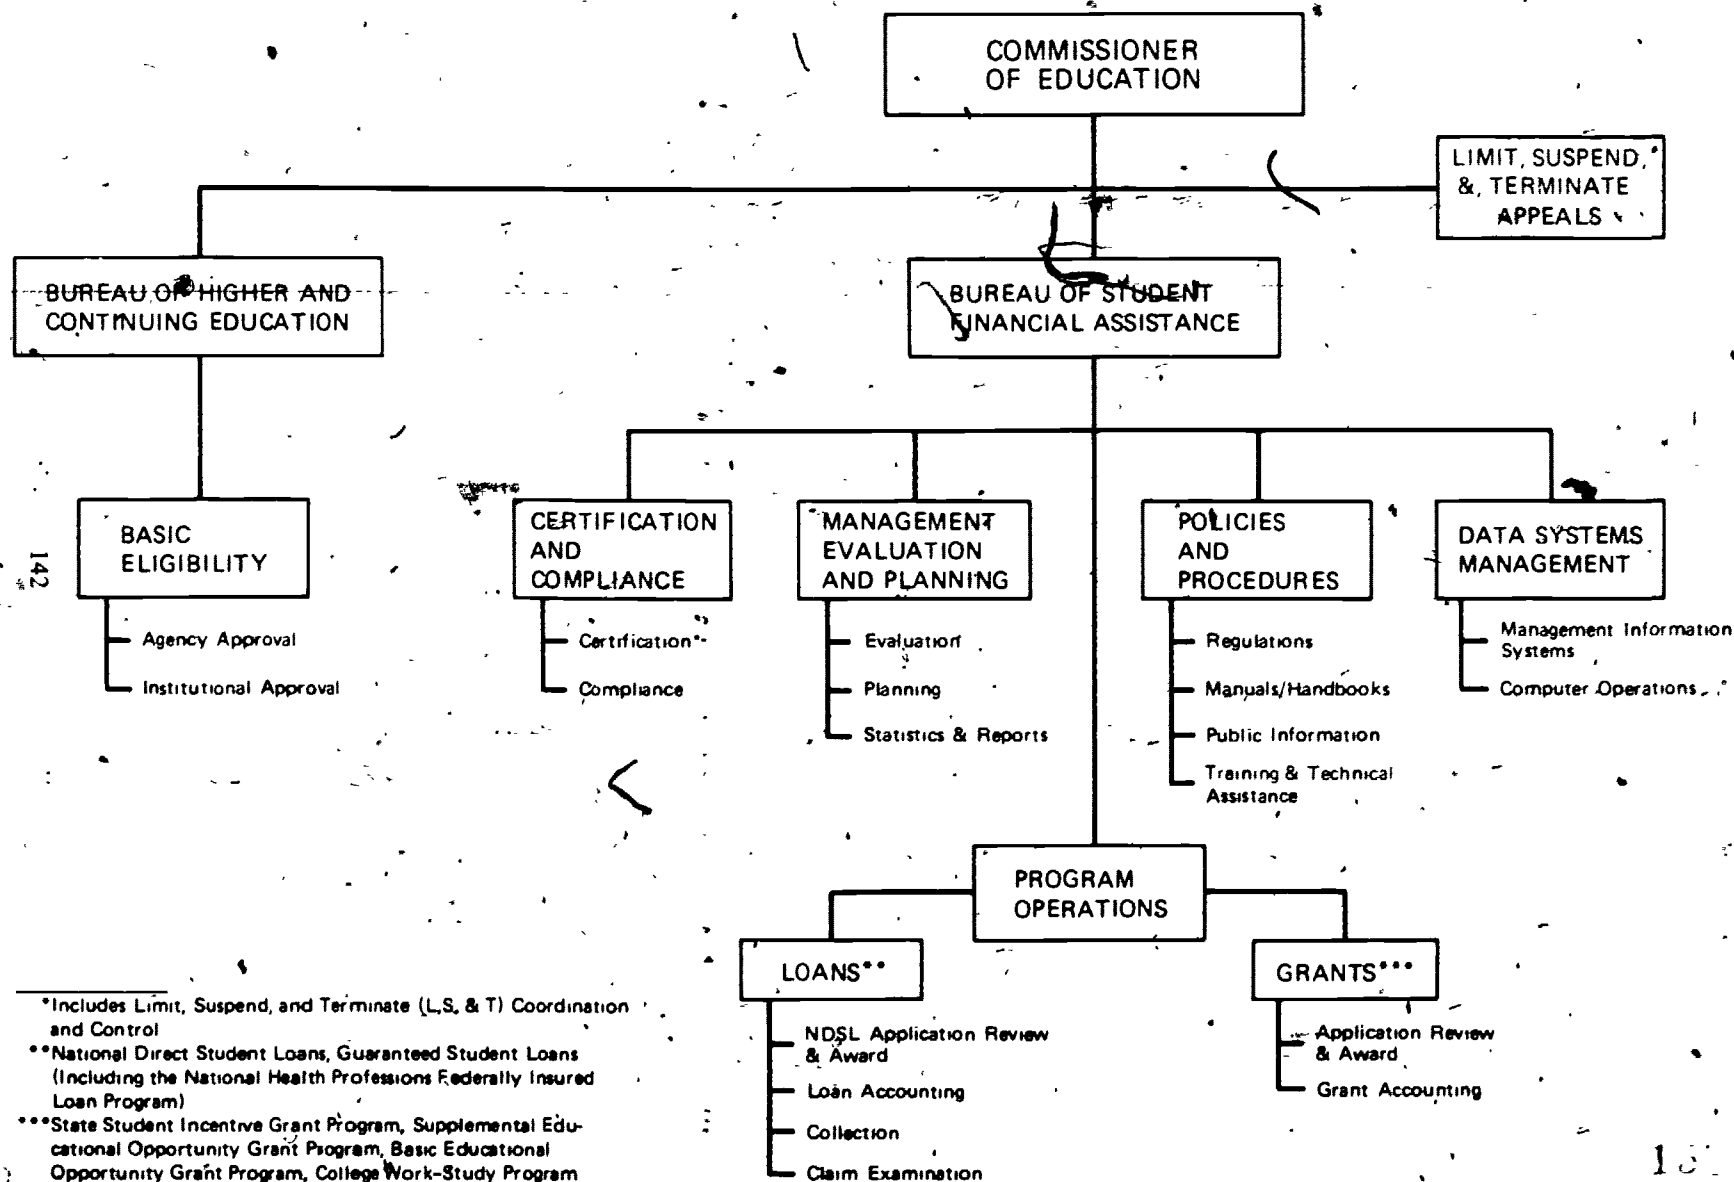 COMMISSIONER
OF EDUCATION
LIMIT, SUSPEND,*
&, TERMINATE
APPEALS
BUREAU OF HIGHER AND
CONTINUING EDUCATION
BUREAU OF STUDENT
FINANCIAL ASSISTANCE
BASIC
ELIGIBILITY
Agency Approval
Institutional Approval
CERTIFICATION
AND
COMPLIANCE
Certification*
Compliance
MANAGEMENT
EVALUATION
AND PLANNING
Evaluation
Planning
Statistics & Reports
POLICIES
AND
PROCEDURES
Regulations
Manuals/Handbooks
Public Information
Training & Technical
Assistance
DATA SYSTEMS
MANAGEMENT
Management Information
Systems
Computer Operations
142
PROGRAM
OPERATIONS
LOANS**
NDSL Application Review
& Award
Loan Accounting
Collection
Claim Examination
GRANTS***
Application Review
& Award
Grant Accounting
*Includes Limit, Suspend, and Terminate (L,S, & T) Coordination
and Control
**National Direct Student Loans, Guaranteed Student Loans
(Including the National Health Professions Federally Insured
Loan Program)
***State Student Incentive Grant Program, Supplemental Edu-
cational Opportunity Grant Program, Basic Educational
Opportunity Grant Program, College Work-Study Program